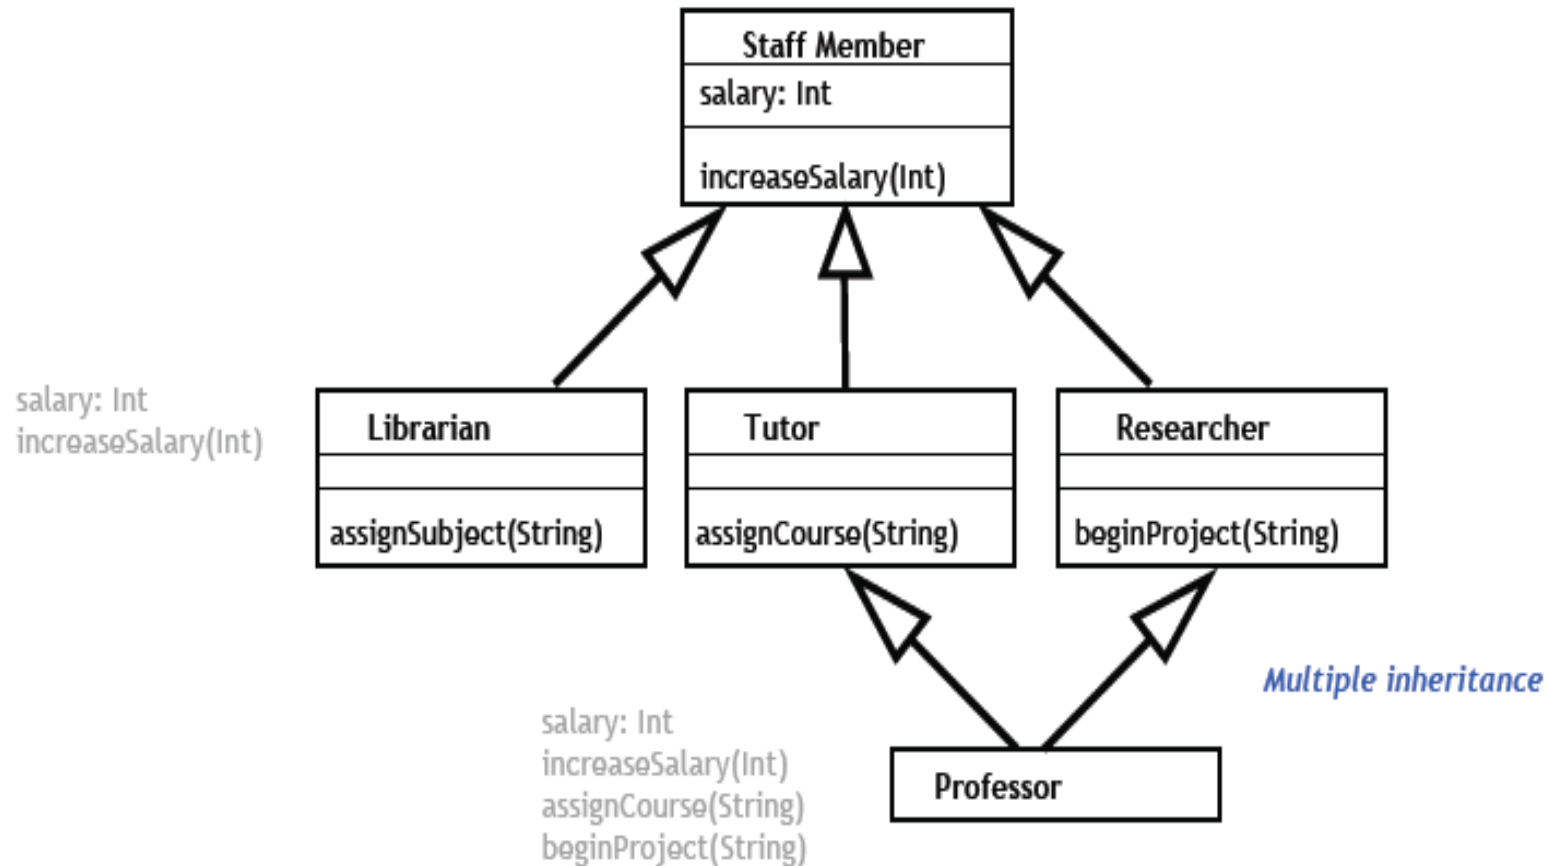 Staff Member
salary: Int
increaseSalary(Int)
salary: Int
increaseSalary(Int)
Librarian
assignSubject(String)
Tutor
assignCourse(String)
Researcher
beginProject(String)
Multiple inheritance
salary: Int
increaseSalary(Int)
assignCourse(String)
beginProject(String)
Professor